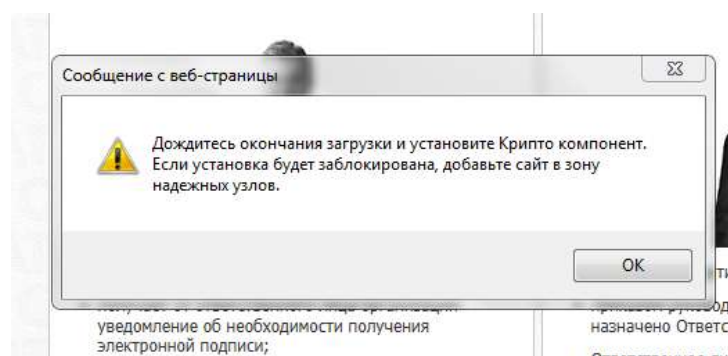 Сообщение с веб-страницы
Дождитесь окончания загрузки и установите Крипто компонент.
Если установка будет заблокирована, добавьте сайт в зону
надежных узлов.
OK
уведомление об необходимости получения
назначено
электронной подписи;